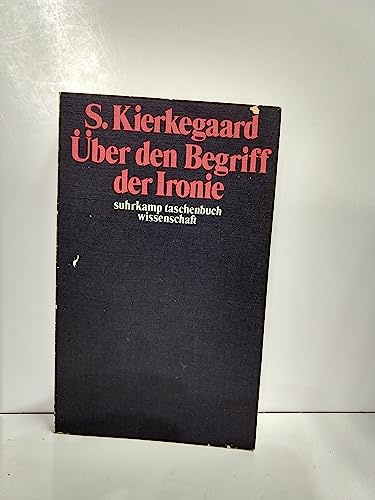 S. Kierkegaard
Über den Begriff
der Ironie
suhrkamp taschenbuch
wissenschaft